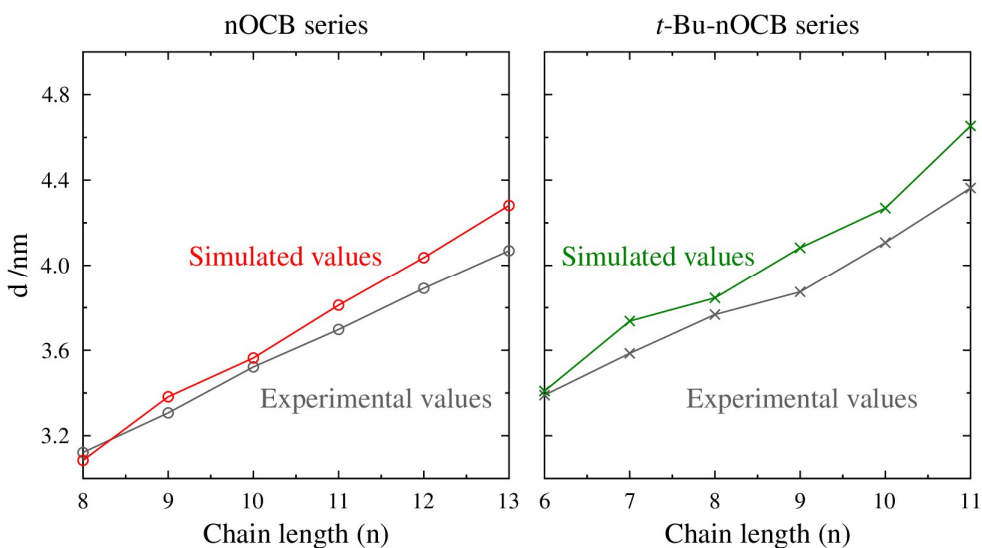 nOCB series
t-Bu-nOCB series
d /nm
4.8
4.4
4.0
3.6
3.2
Simulated values
Experimental values
Simulated values
Experimental values
8 9 10 11 12 13
6 7 8 9 10 11
Chain length (n)
Chain length (n)